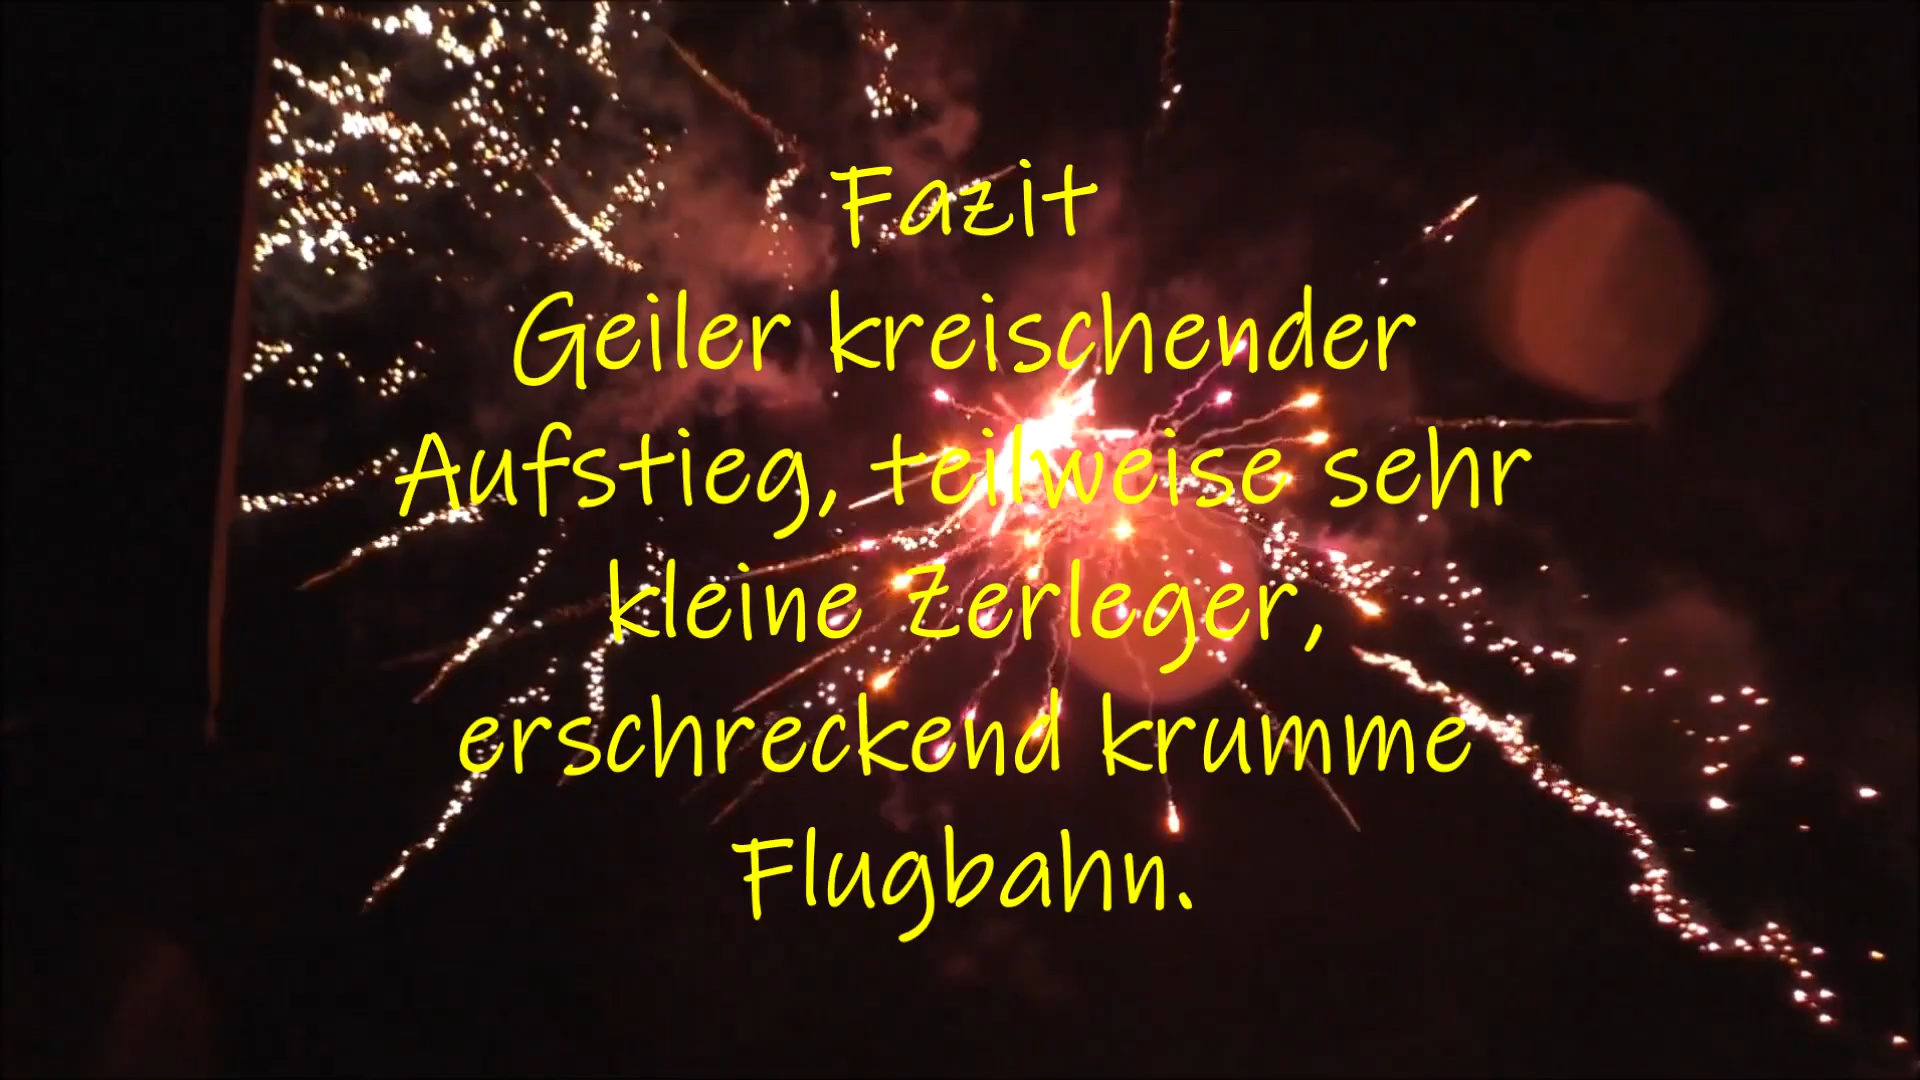 Fazit
Geiler kreischender
Aufstieg, teilweise sehr
kleine Zerleger,
erschreckend krumme
Flugbahn.